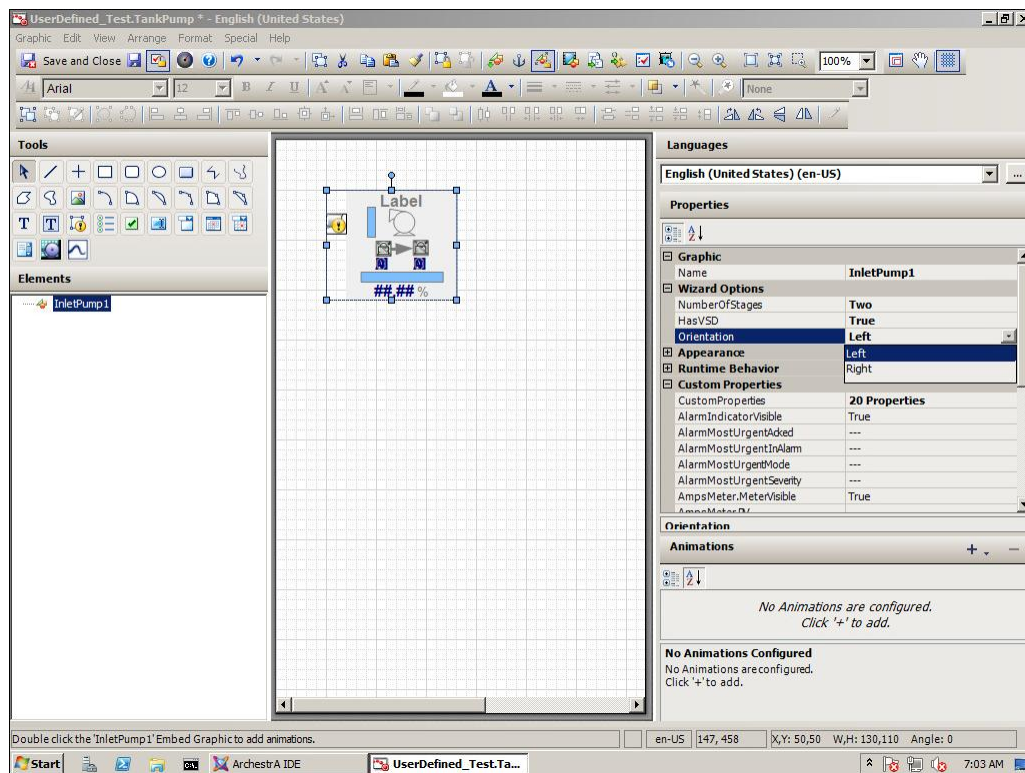 UserDefined_Test.TankPump * - English (United States)
Graphic Edit View Arrange Format Special Help
Save and Close 100%
Arial 12 B I U A None
Tools
T T
Elements
InletPump1
Label
##.## %
Languages
English (United States) (en-US) ...
Properties
Graphic
Name InletPump1
Wizard Options
NumberOfStages Two
HasVSD True
Orientation Left
Left
Right
Appearance
Runtime Behavior
Custom Properties
CustomProperties 20 Properties
AlarmIndicatorVisible True
AlarmMostUrgentAcked ---
AlarmMostUrgentInAlarm ---
AlarmMostUrgentMode ---
AlarmMostUrgentSeverity ---
AmpsMeter.MeterVisible True
AmpsMeter.PV
Orientation
Animations
No Animations are configured.
Click '+' to add.
No Animations Configured
No Animations are configured.
Click '+' to add.
Double click the 'InletPump1' Embed Graphic to add animations.
en-US 147, 458 X,Y: 50,50 W,H: 130,110 Angle: 0
Start ArchestrA IDE UserDefined_Test.Ta... 7:03 AM